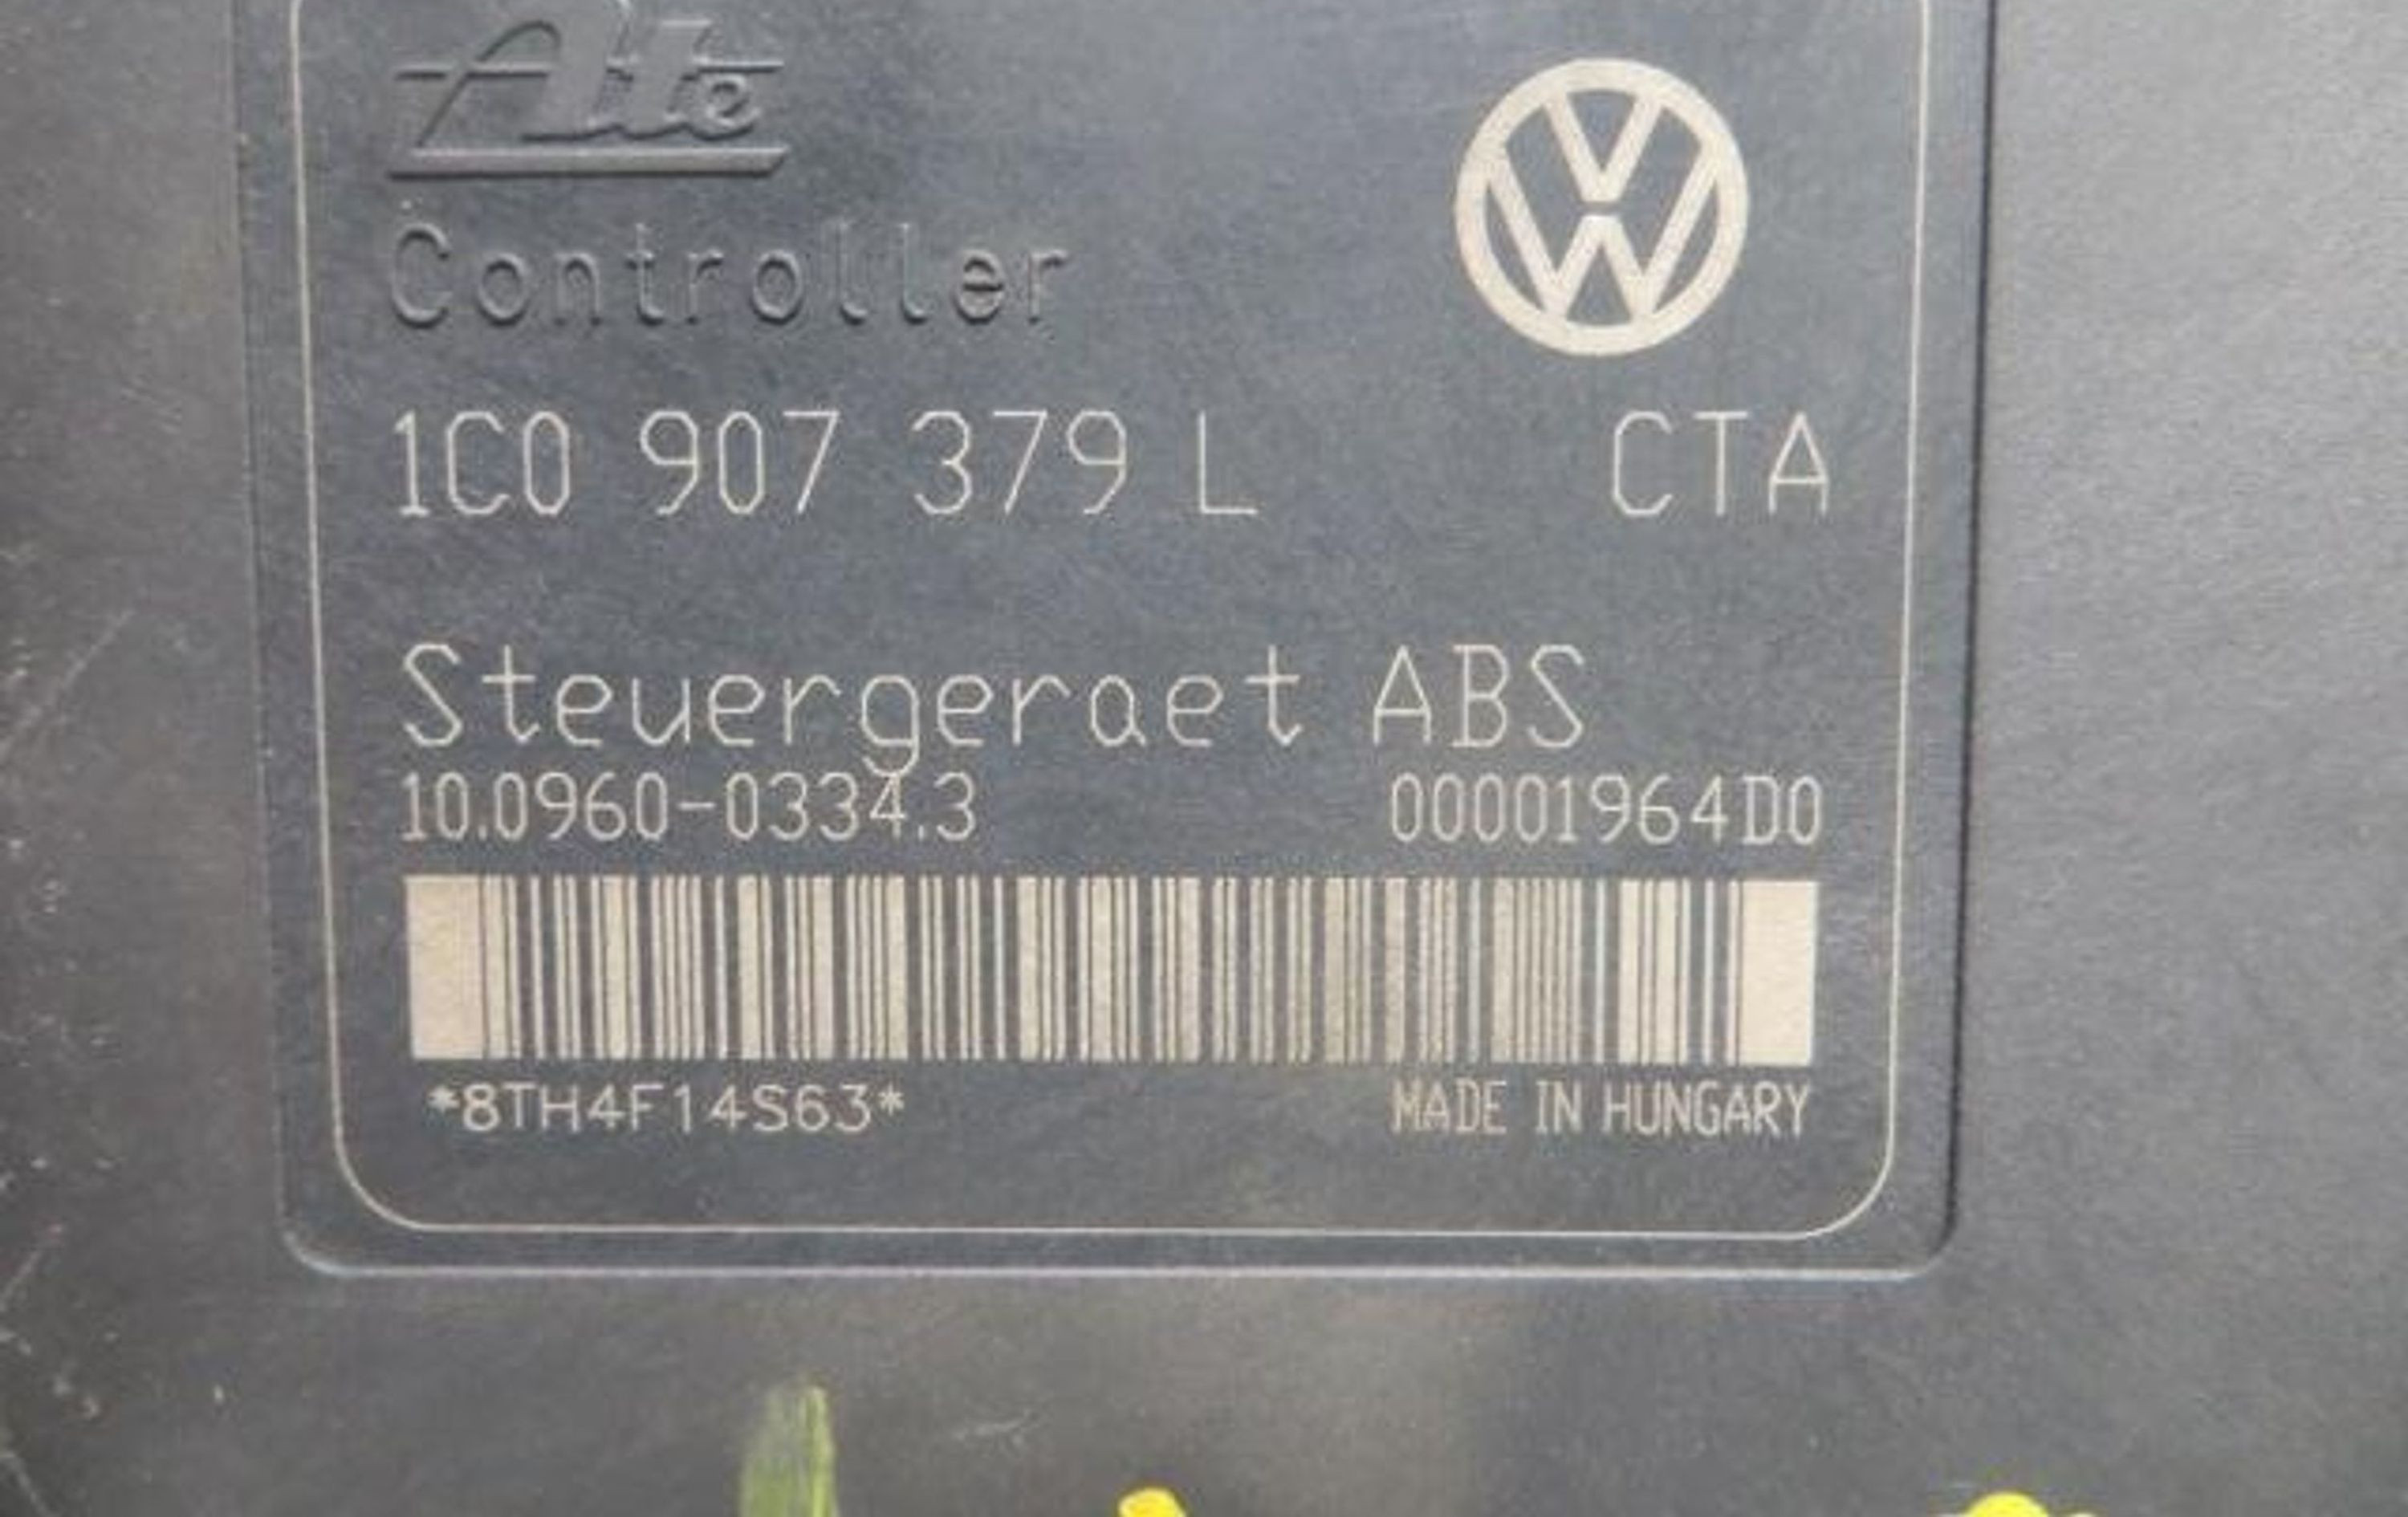 Ate
Controller
1C0 907 379 L CTA
Steuergeraet ABS
10.0960-0334.3 00001964D0
*8TH4F14S63* MADE IN HUNGARY